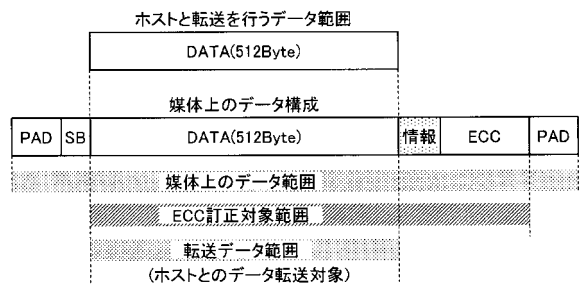 ホストと転送を行うデータ範囲
DATA(512Byte)
媒体上のデータ構成
PAD SB DATA(512Byte) 情報 ECC PAD
媒体上のデータ範囲
ECC訂正対象範囲
転送データ範囲
(ホストとのデータ転送対象)